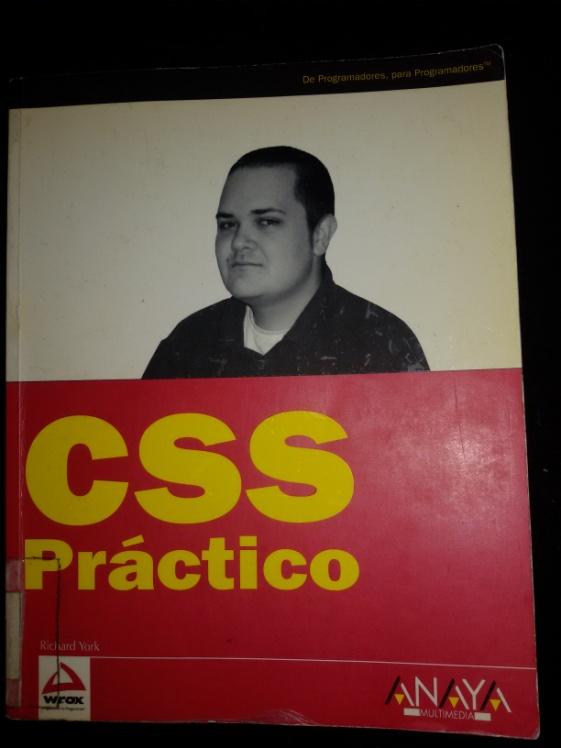 De Programadores, para Programadores™
CSS
Práctico
Richard York
wrox
ANAYA
MULTIMEDIA